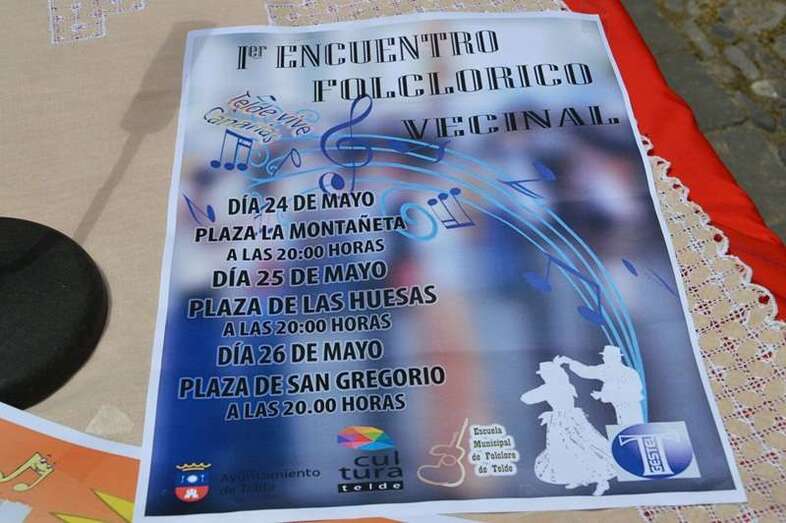 1er ENCUENTRO
FOLCLORICO
VECINAL
Telde vive
Canarias
DÍA 24 DE MAYO
PLAZA LA MONTAÑETA
A LAS 20:00 HORAS
DÍA 25 DE MAYO
PLAZA DE LAS HUESAS
A LAS 20:00 HORAS
DÍA 26 DE MAYO
PLAZA DE SAN GREGORIO
A LAS 20.00 HORAS
Ayuntamiento
de Telde
cul
tura
telde
Escuela
Municipal
de Folclore
de Telde
GESTEL